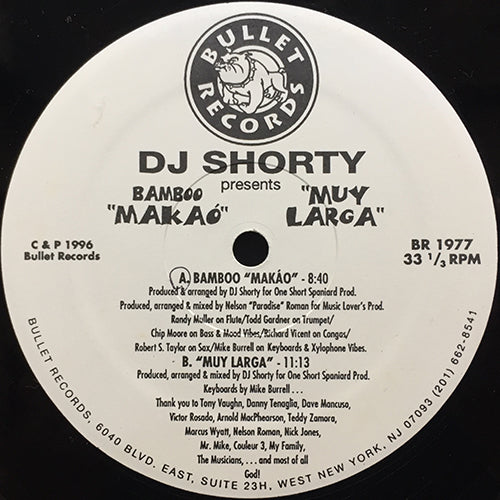 BULLET
RECORDS
DJ SHORTY
presents
BAMBOO "MUY
"MAKAÓ" LARGA"
C & P 1996 BR 1977
Bullet Records 33 1/3 RPM
A. BAMBOO "MAKÁO" - 8:40
Produced & arranged by DJ Shorty for One Short Spaniard Prod.
Produced, arranged & mixed by Nelson "Paradise" Roman for Music Lover's Prod.
Randy Muller on Flute/Todd Gardner on Trumpet/
Chip Moore on Bass & Mood Vibes/Richard Vicent on Congas/
Robert S. Taylor on Sax/Mike Burrell on Keyboards & Xylophone Vibes.
B. "MUY LARGA" - 11:13
Produced, arranged & mixed by DJ Shorty for One Short Spaniard Prod.
Keyboards by Mike Burrell . . .
Thank you to Tony Vaughn, Danny Tenaglia, Dave Mancuso,
Victor Rosado, Arnold MacPhearson, Teddy Zamara,
Marcus Wyatt, Nelson Roman, Nick Jones,
Mr. Mike, Couleur 3, My Family,
The Musicians, . . . and most of all
God!
BULLET RECORDS, 6040 BLVD. EAST, SUITE 23H, WEST NEW YORK, NJ 07093 (201) 662-8541